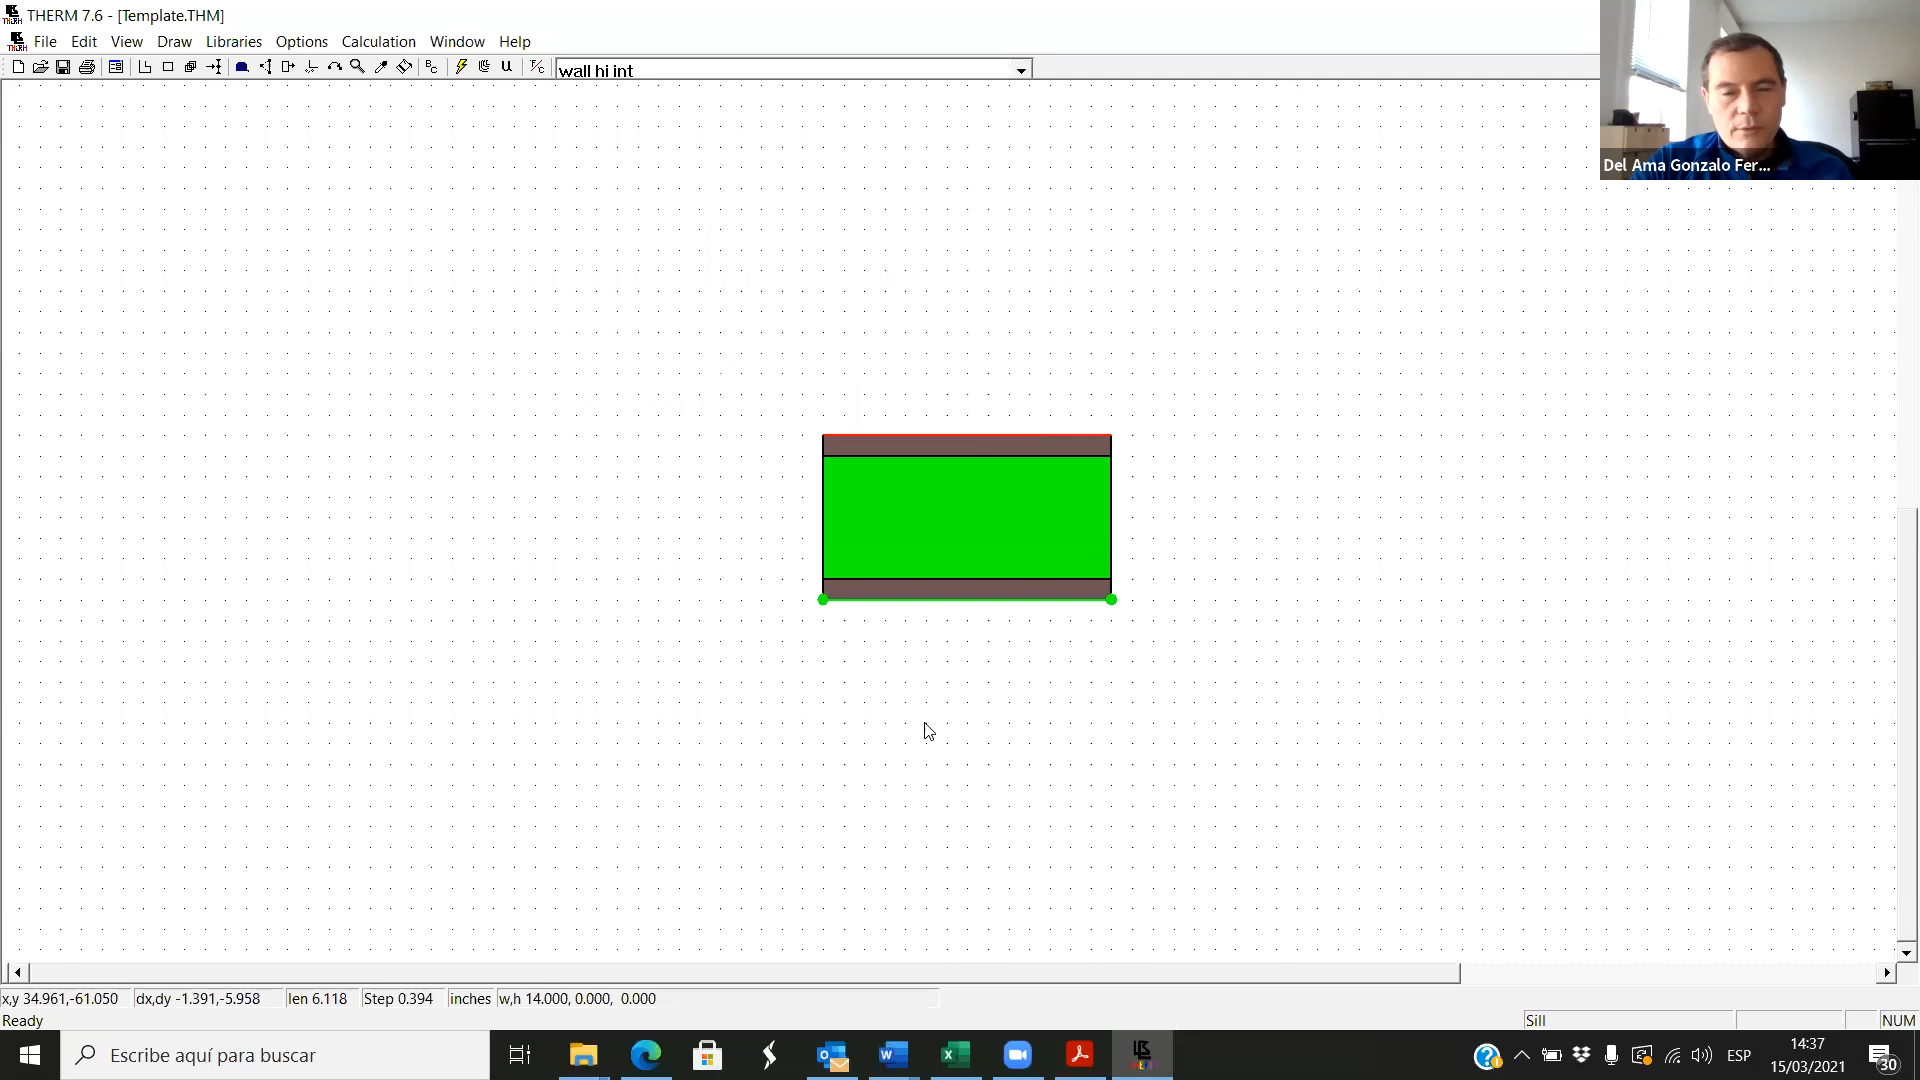 THERM 7.6 - [Template.THM]
File Edit View Draw Libraries Options Calculation Window Help
wall hi int
Del Ama Gonzalo Fer...
x,y 34.961,-61.050 dx,dy -1.391,-5.958 len 6.118 Step 0.394 inches w,h 14.000, 0.000, 0.000
Ready Sill NUM
Escribe aquí para buscar
ESP
14:37
15/03/2021
30